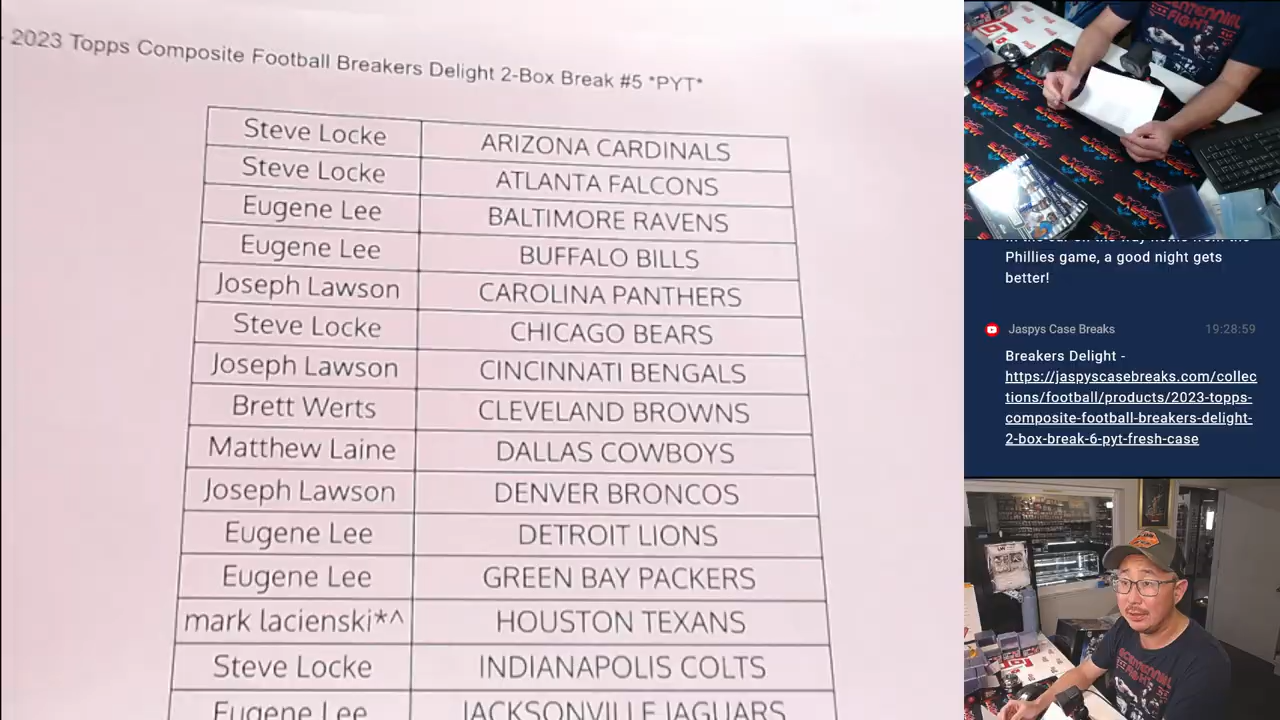 2023 Topps Composite Football Breakers Delight 2-Box Break #5 *PYT*
Steve Locke ARIZONA CARDINALS
Steve Locke ATLANTA FALCONS
Eugene Lee BALTIMORE RAVENS
Eugene Lee BUFFALO BILLS
Joseph Lawson CAROLINA PANTHERS
Steve Locke CHICAGO BEARS
Joseph Lawson CINCINNATI BENGALS
Brett Werts CLEVELAND BROWNS
Matthew Laine DALLAS COWBOYS
Joseph Lawson DENVER BRONCOS
Eugene Lee DETROIT LIONS
Eugene Lee GREEN BAY PACKERS
mark lacienski*^ HOUSTON TEXANS
Steve Locke INDIANAPOLIS COLTS
Eugene Lee JACKSONVILLE JAGUARS
CENTENNIAL
FIGHT
Phillies game, a good night gets
better!
Jaspys Case Breaks 19:28:59
Breakers Delight -
https://jaspyscasebreaks.com/collec
tions/football/products/2023-topps-
composite-football-breakers-delight-
2-box-break-6-pyt-fresh-case